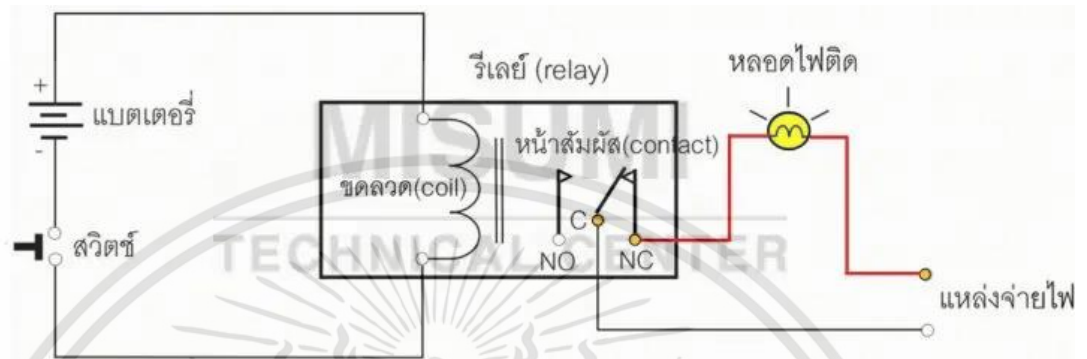 รีเลย์ (relay)
หลอดไฟติด
+
แบตเตอรี่
-
MISUMI
หน้าสัมผัส(contact)
ขดลวด(coil)
C
สวิตช์
TECHNICAL CENTER
NO
NC
แหล่งจ่ายไฟ